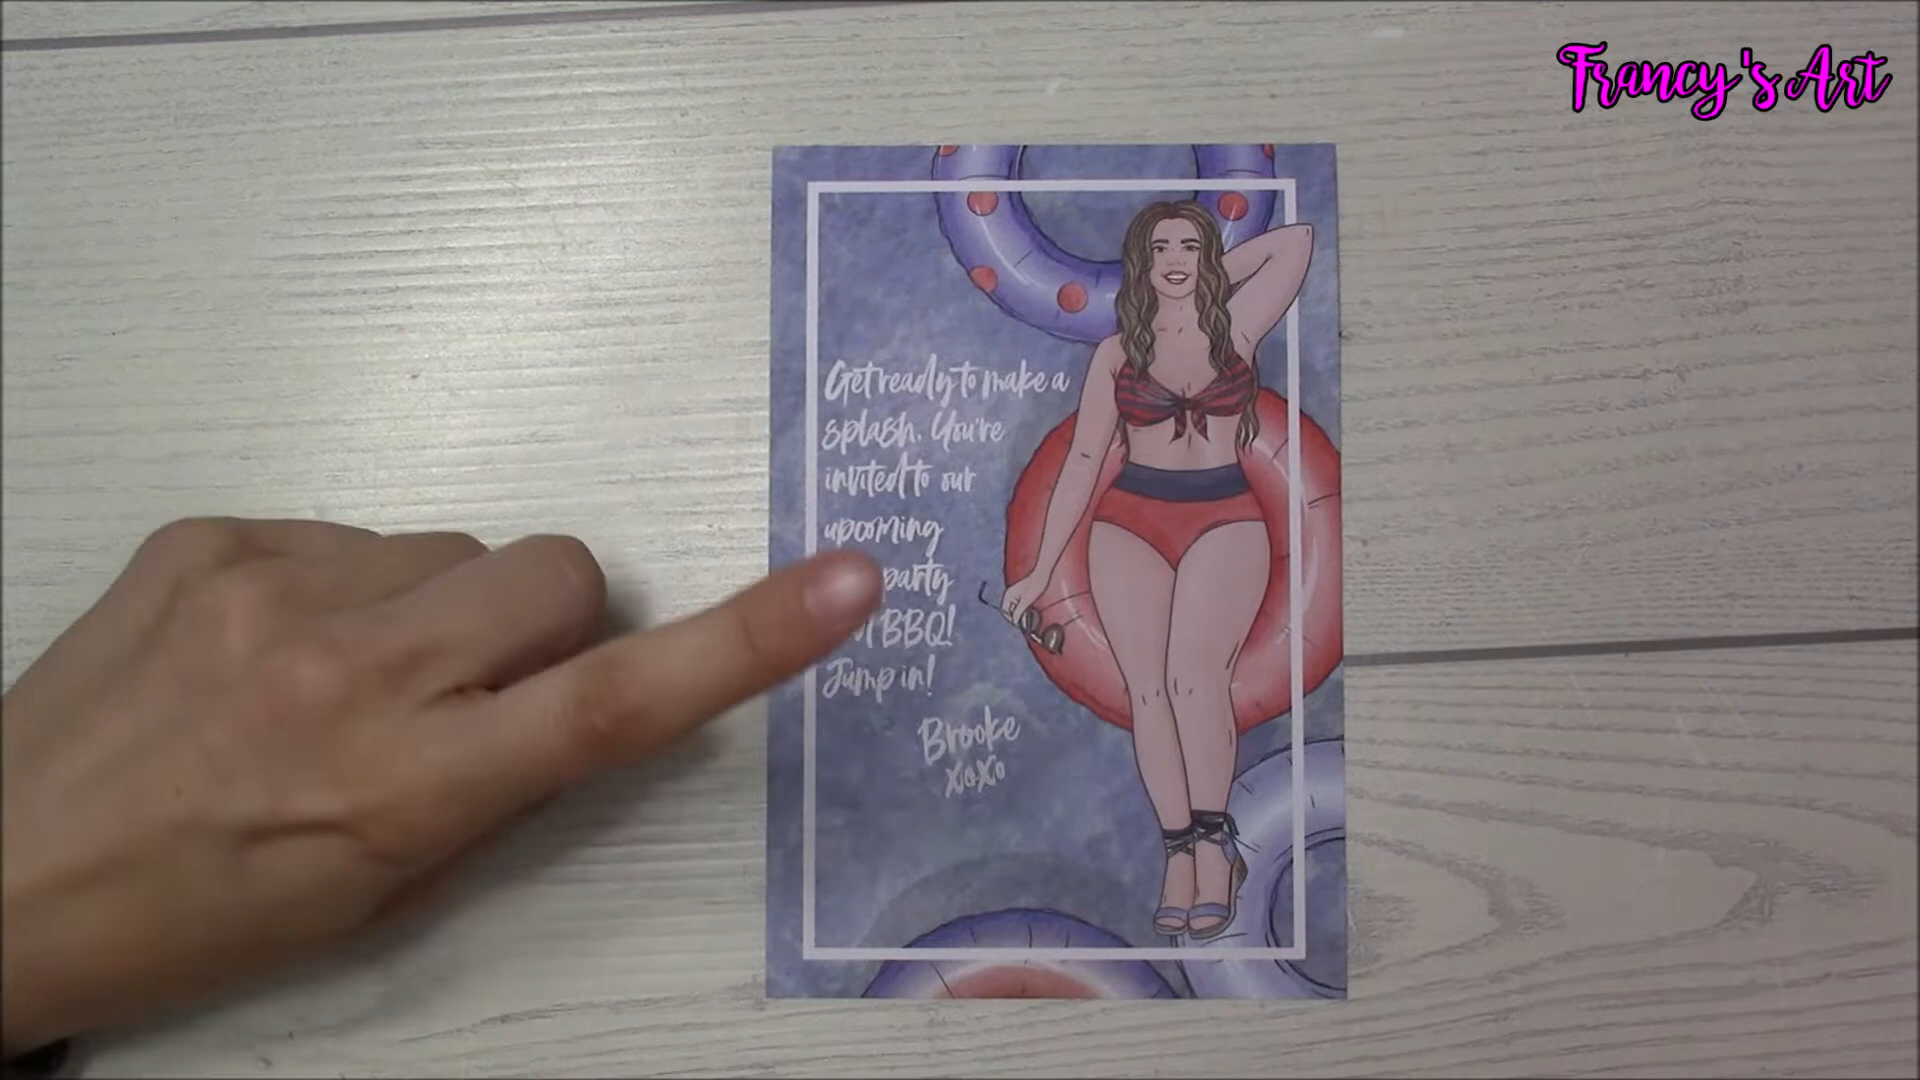 Francy's Art
Get ready to make a
splash. You're
invited to our
upcoming
party
BBQ!
Jump in!
Brooke
xoxo